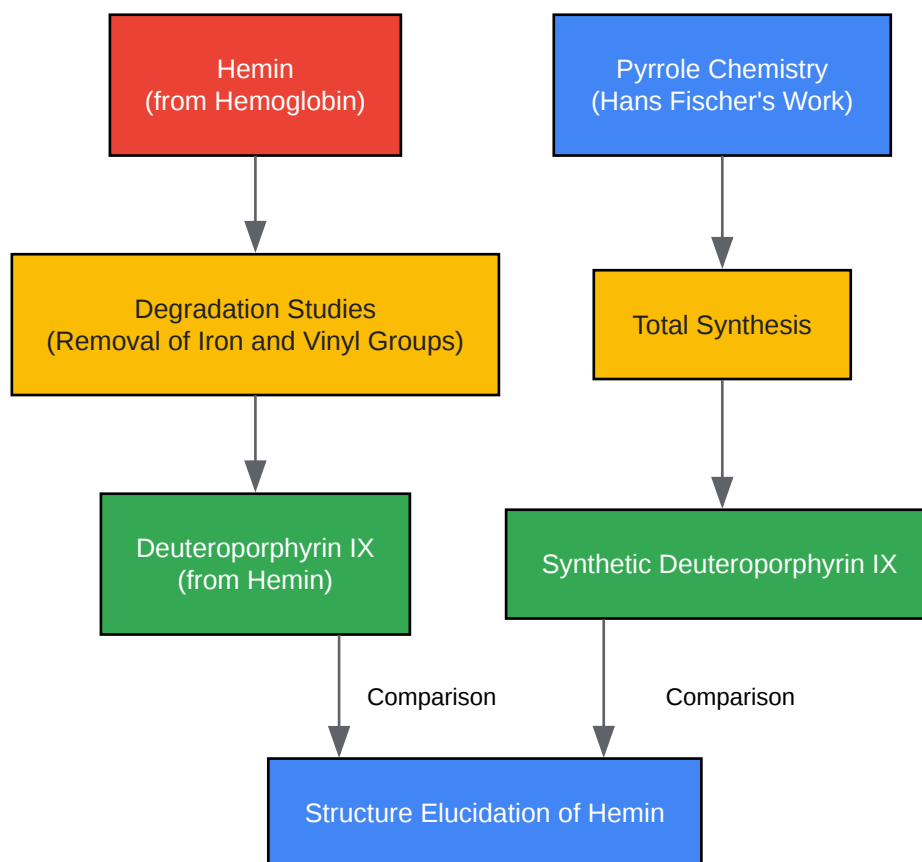 Hemin
(from Hemoglobin)
Pyrrole Chemistry
(Hans Fischer's Work)
Degradation Studies
(Removal of Iron and Vinyl Groups)
Total Synthesis
Deuteroporphyrin IX
(from Hemin)
Synthetic Deuteroporphyrin IX
Comparison
Comparison
Structure Elucidation of Hemin